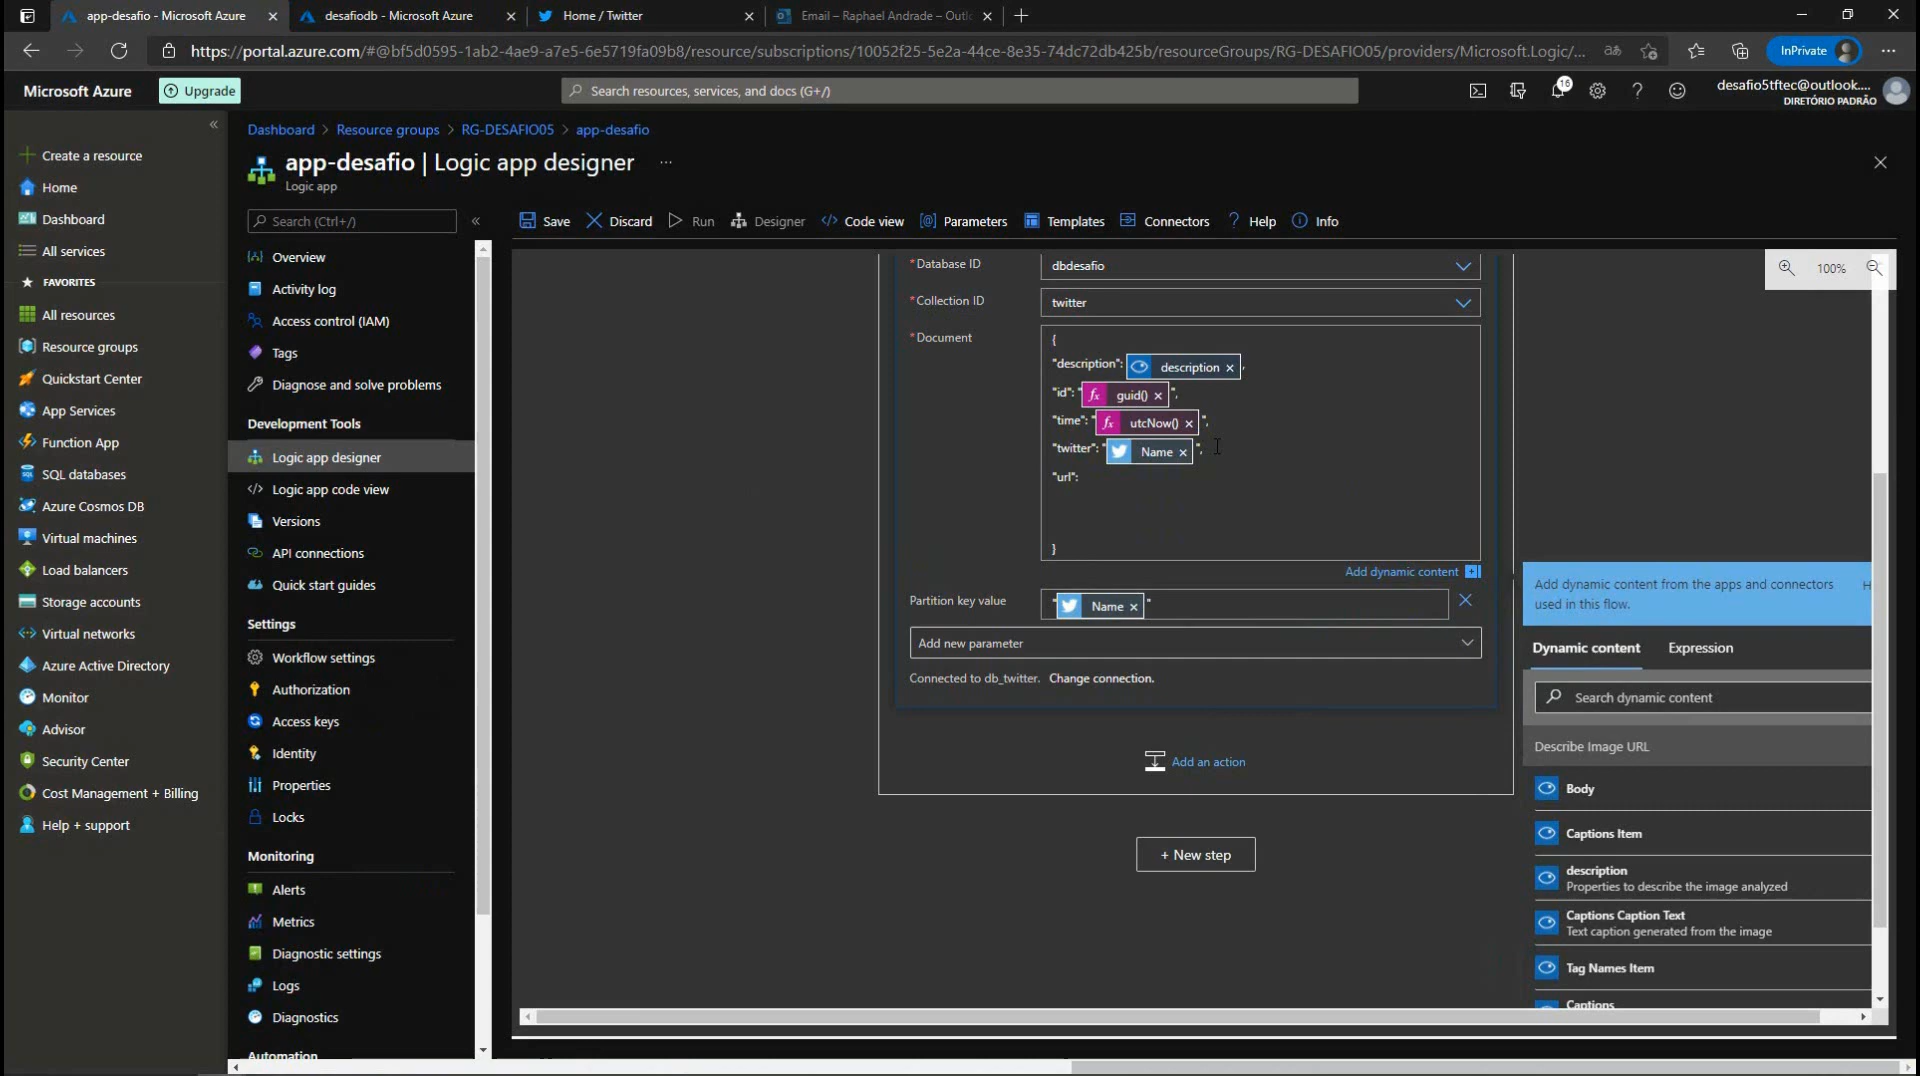 app-desafio - Microsoft Azure
desafiodb - Microsoft Azure
Home / Twitter
Email – Raphael Andrade – Outl
https://portal.azure.com/#@bf5d0595-1ab2-4ae9-a7e5-6e5719fa09b8/resource/subscriptions/10052f25-5e2a-44ce-8e35-74dc72db425b/resourceGroups/RG-DESAFIO05/providers/Microsoft.Logic/...
InPrivate
Microsoft Azure
Upgrade
Search resources, services, and docs (G+/)
16
desafio5tftec@outlook....
DIRETÓRIO PADRÃO
Create a resource
Home
Dashboard
All services
FAVORITES
All resources
Resource groups
Quickstart Center
App Services
Function App
SQL databases
Azure Cosmos DB
Virtual machines
Load balancers
Storage accounts
Virtual networks
Azure Active Directory
Monitor
Advisor
Security Center
Cost Management + Billing
Help + support
Dashboard > Resource groups > RG-DESAFIO05 > app-desafio
app-desafio | Logic app designer ...
Logic app
Search (Ctrl+/)
Overview
Activity log
Access control (IAM)
Tags
Diagnose and solve problems
Development Tools
Logic app designer
Logic app code view
Versions
API connections
Quick start guides
Settings
Workflow settings
Authorization
Access keys
Identity
Properties
Locks
Monitoring
Alerts
Metrics
Diagnostic settings
Logs
Diagnostics
Automation
Save
Discard
Run
Designer
Code view
Parameters
Templates
Connectors
Help
Info
100%
*Database ID
dbdesafio
*Collection ID
twitter
*Document
{
"description": description ×,
"id": "fx guid() ×",
"time": "fx utcNow() ×",
"twitter": "Name ×",
"url":
}
Add dynamic content
Partition key value
"Name ×"
Add new parameter
Connected to db_twitter. Change connection.
Add an action
+ New step
Add dynamic content from the apps and connectors
used in this flow.
H
Dynamic content
Expression
Search dynamic content
Describe Image URL
Body
Captions Item
description
Properties to describe the image analyzed
Captions Caption Text
Text caption generated from the image
Tag Names Item
Captions